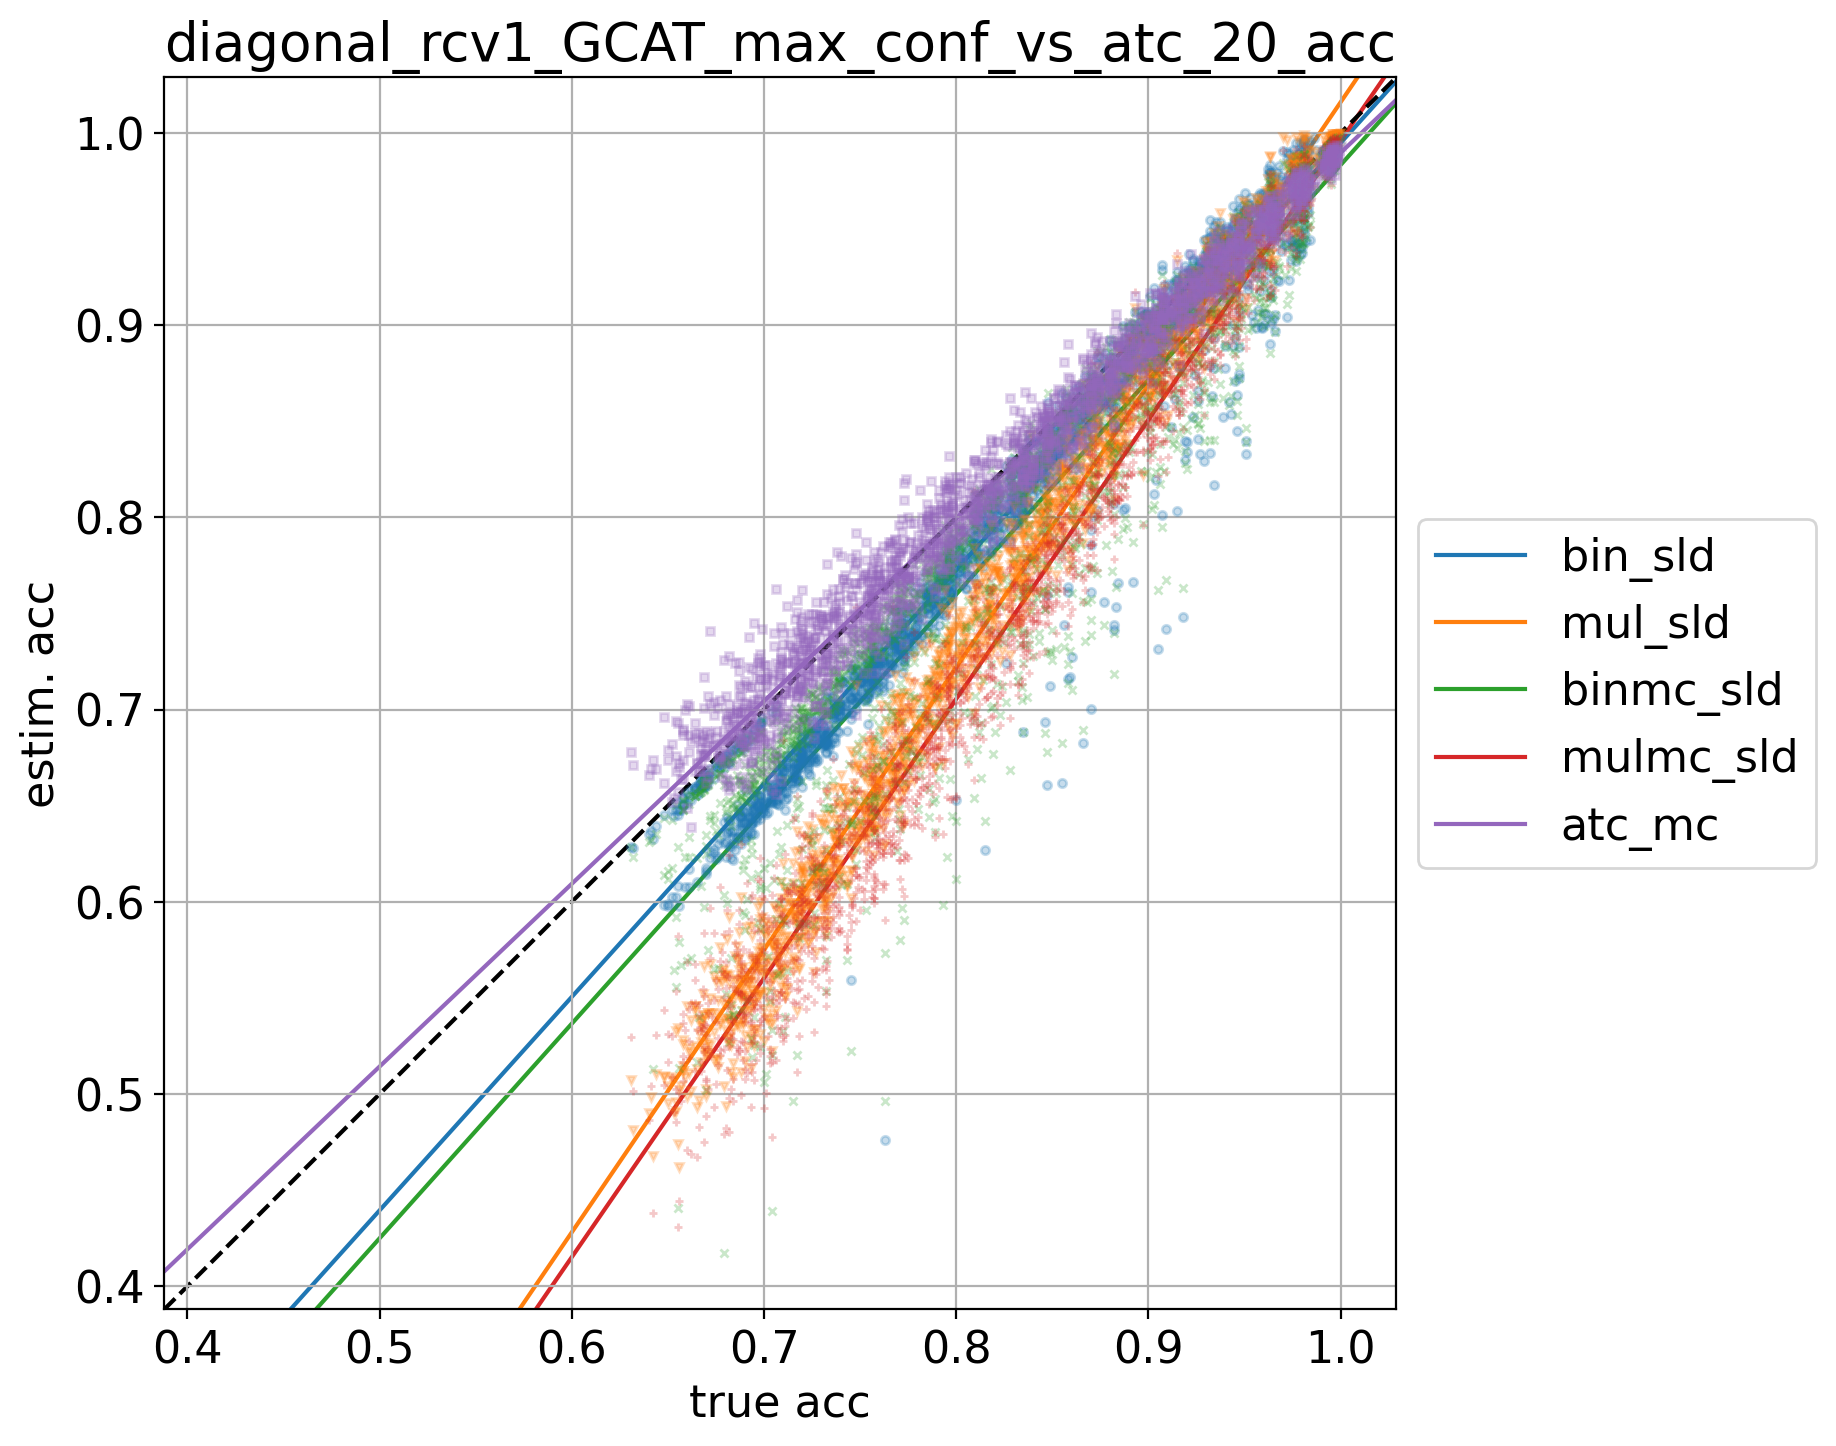 diagonal_rcv1_GCAT_max_conf_vs_atc_20_acc
1.0
0.9
0.8
0.7
0.6
0.5
0.4
estim. acc
0.4 0.5 0.6 0.7 0.8 0.9 1.0
true acc
bin_sld
mul_sld
binmc_sld
mulmc_sld
atc_mc